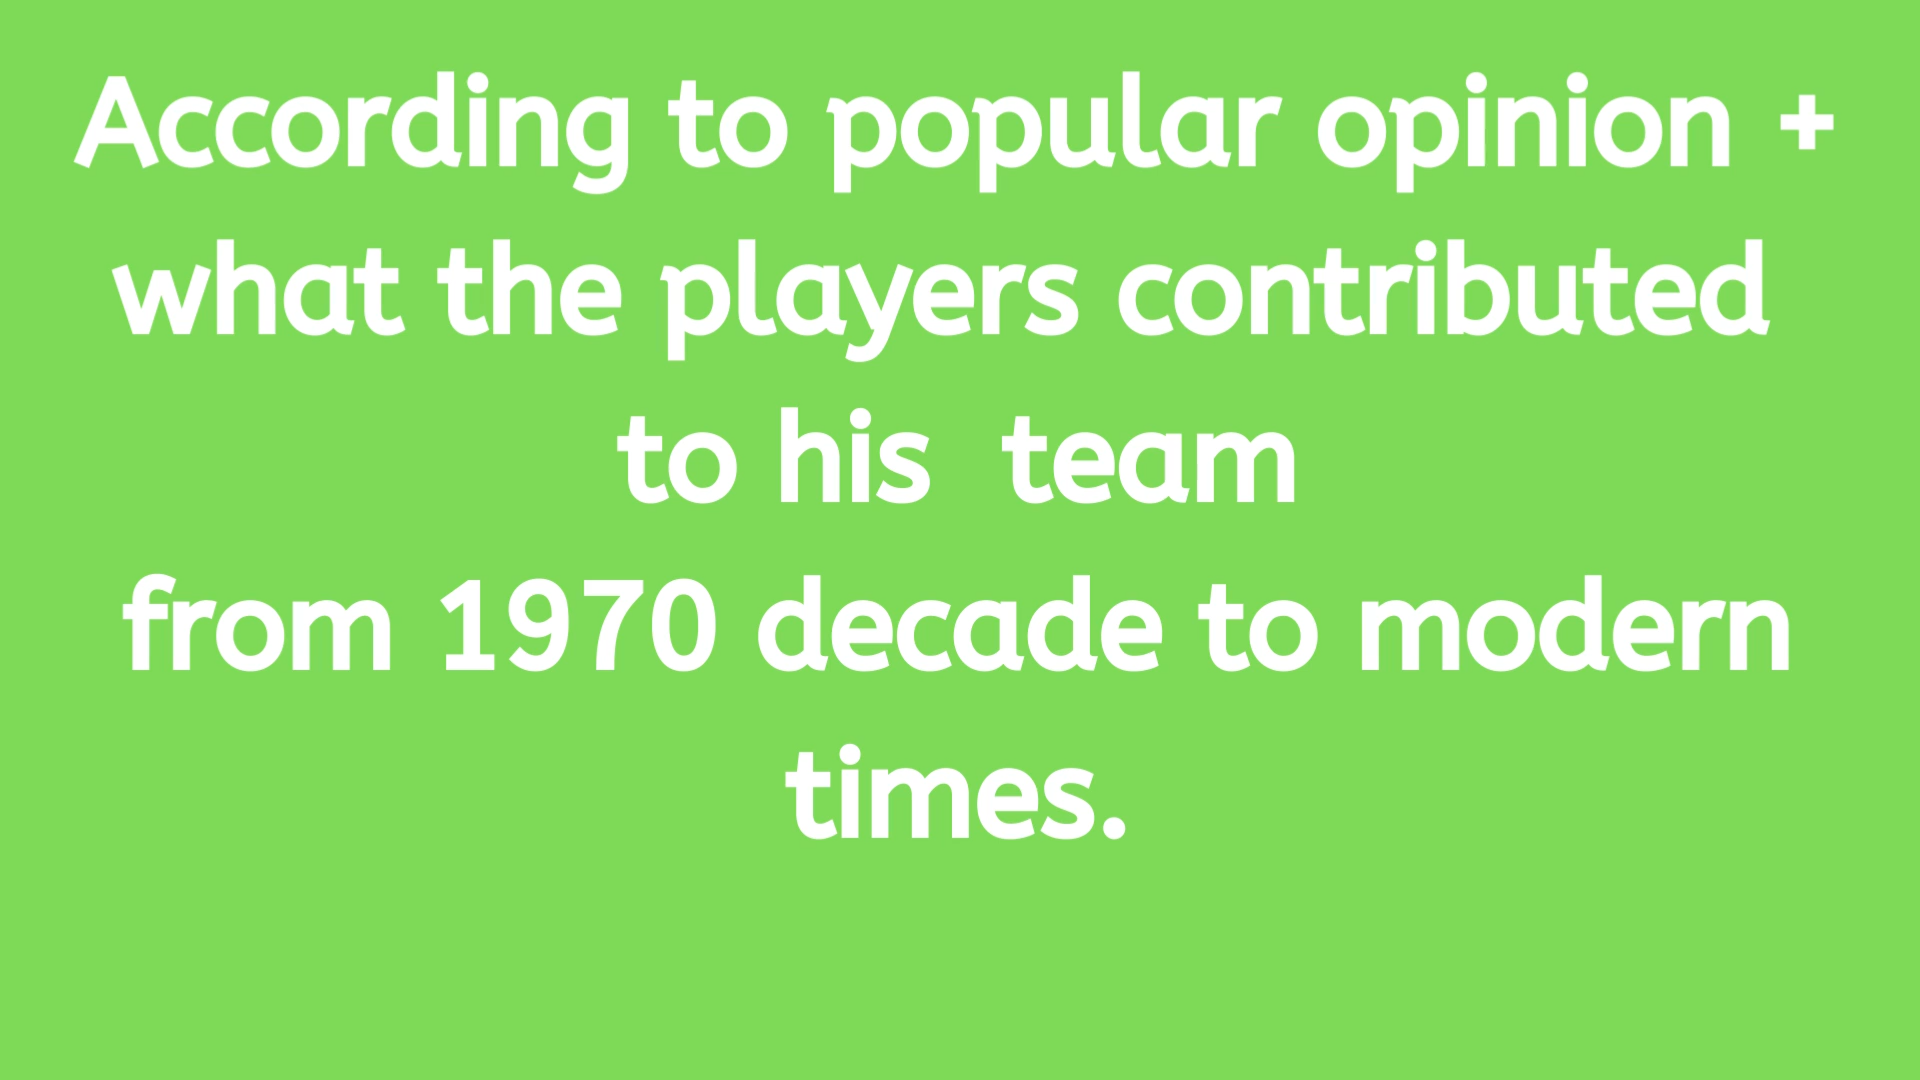 According to popular opinion +
what the players contributed
to his  team
from 1970 decade to modern
times.